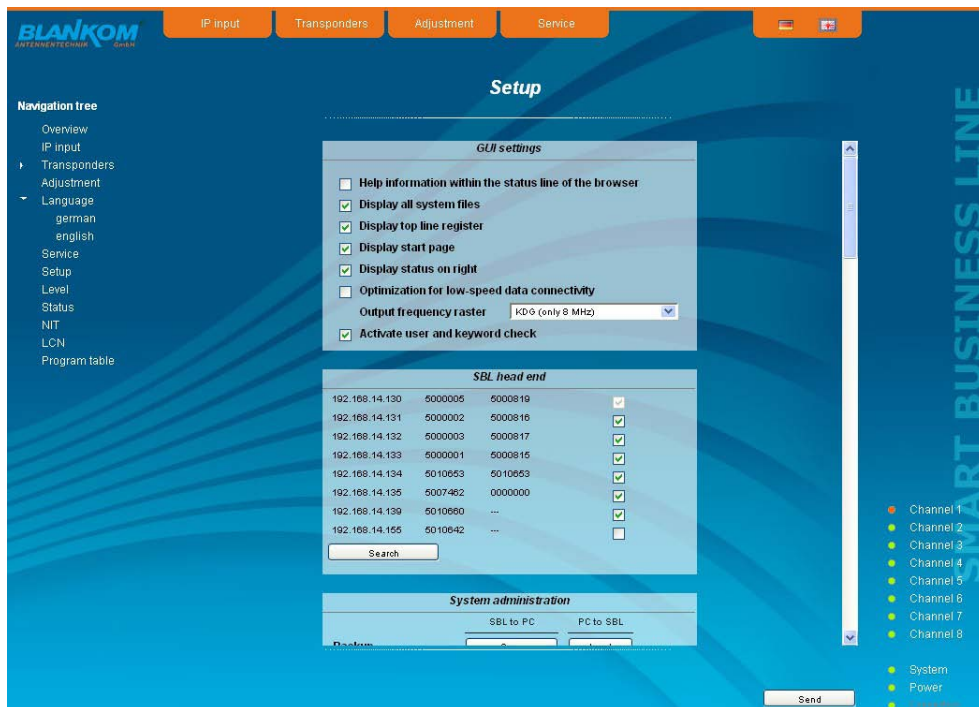 BLANKOM
ANTENNENTECHNIK GmbH
IP input
Transponders
Adjustment
Service
Setup
Navigation tree
Overview
IP input
Transponders
Adjustment
Language
german
english
Service
Setup
Level
Status
NIT
LCN
Program table
GUI settings
Help information within the status line of the browser
Display all system files
Display top line register
Display start page
Display status on right
Optimization for low-speed data connectivity
Output frequency raster KDG (only 8 MHz)
Activate user and keyword check
SBL head end
192.168.14.130 5000005 5000819
192.168.14.131 5000002 5000816
192.168.14.132 5000003 5000817
192.168.14.133 5000001 5000815
192.168.14.134 5010653 5010653
192.168.14.135 5007462 0000000
192.168.14.139 5010660 ---
192.168.14.155 5010642 ---
Search
System administration
SBL to PC PC to SBL
Backup
SMART BUSINESS LINE
Channel 1
Channel 2
Channel 3
Channel 4
Channel 5
Channel 6
Channel 7
Channel 8
System
Power
Send